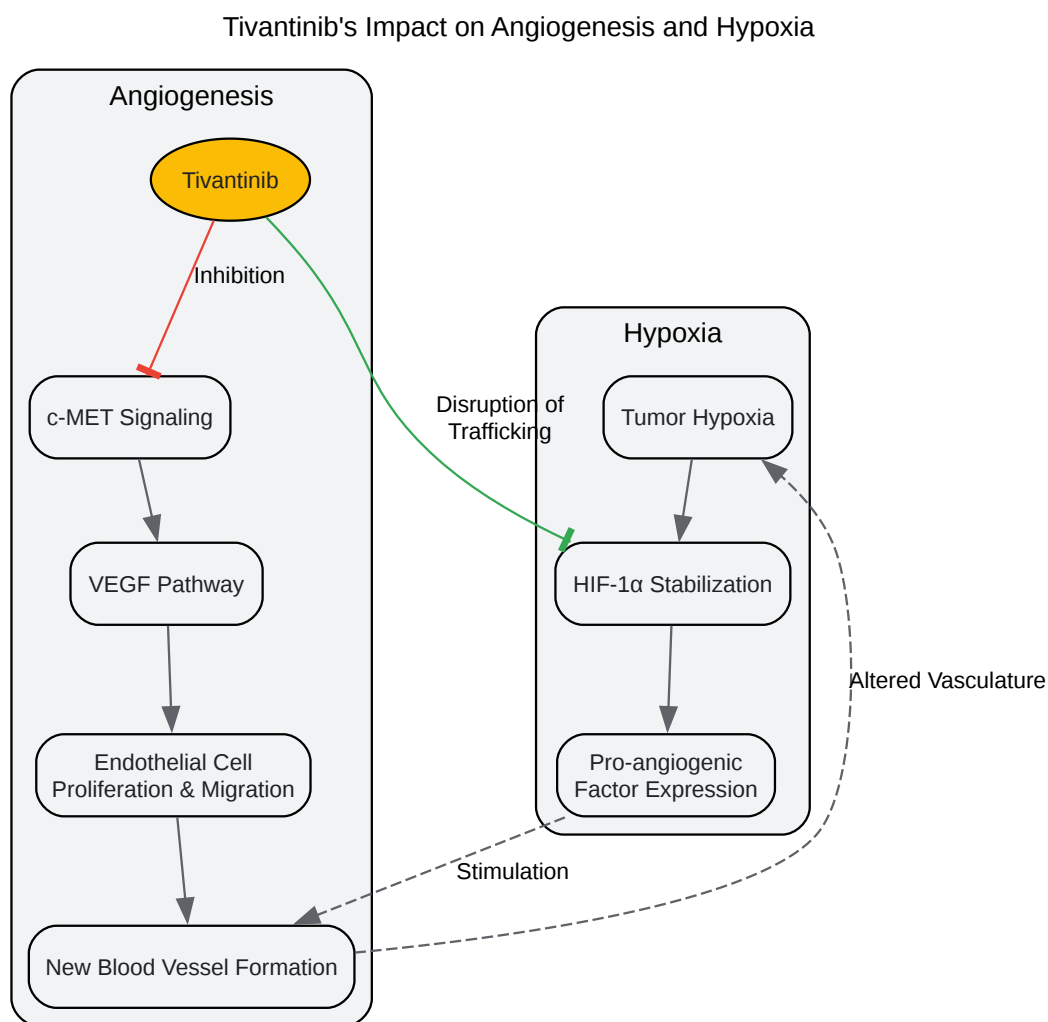 Tivantinib's Impact on Angiogenesis and Hypoxia
Angiogenesis
Tivantinib
Inhibition
Hypoxia
Disruption of
Trafficking
c-MET Signaling
Tumor Hypoxia
VEGF Pathway
HIF-1α Stabilization
Altered Vasculature
Endothelial Cell
Proliferation & Migration
Pro-angiogenic
Factor Expression
Stimulation
New Blood Vessel Formation